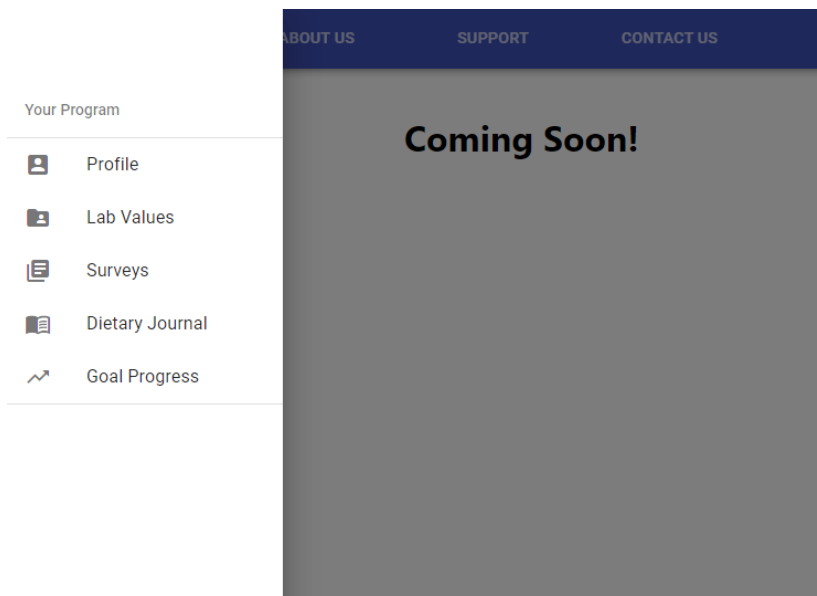 ABOUT US SUPPORT CONTACT US
Your Program
Coming Soon!
Profile
Lab Values
Surveys
Dietary Journal
Goal Progress